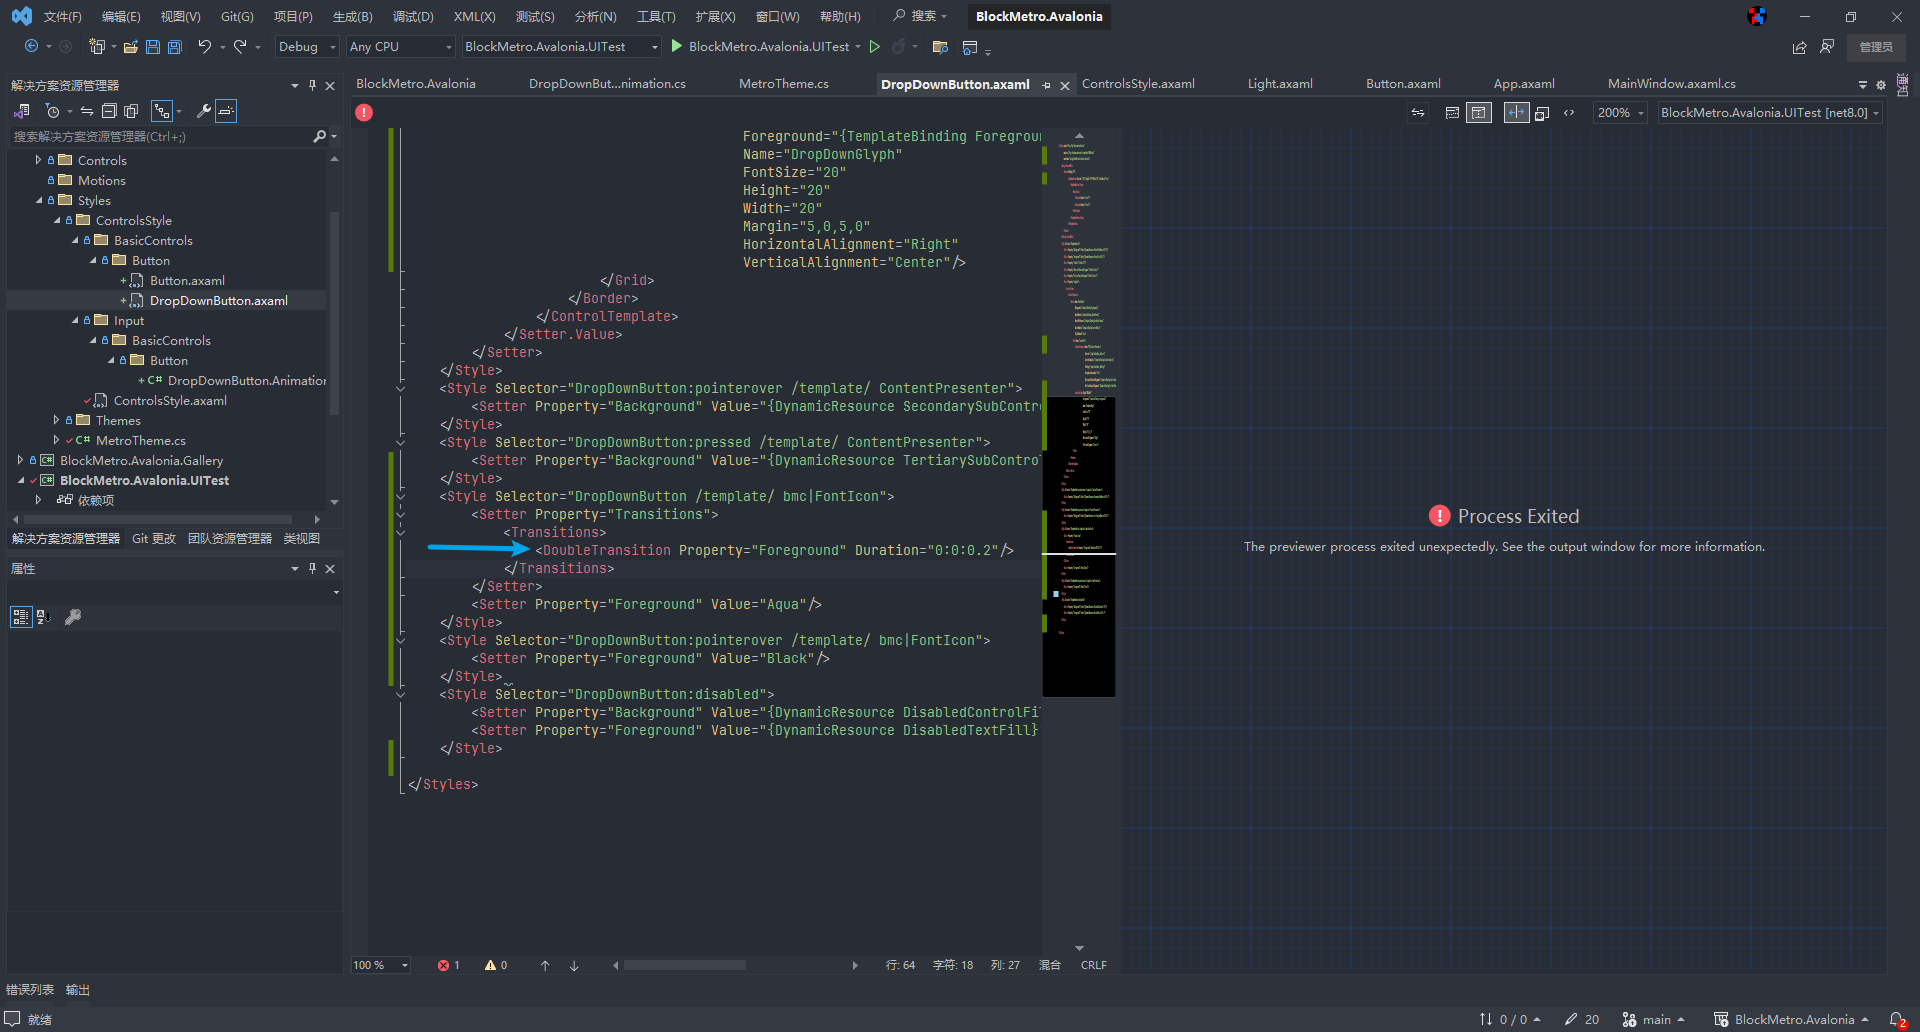 文件(F) 编辑(E) 视图(V) Git(G) 项目(P) 生成(B) 调试(D) XML(X) 测试(S) 分析(N) 工具(T) 扩展(X) 窗口(W) 帮助(H) 搜索 BlockMetro.Avalonia
Debug Any CPU BlockMetro.Avalonia.UITest BlockMetro.Avalonia.UITest 管理员
解决方案资源管理器
搜索解决方案资源管理器(Ctrl+;)
Controls
Motions
Styles
ControlsStyle
BasicControls
Button
Button.axaml
DropDownButton.axaml
Input
BasicControls
Button
DropDownButton.Animation
ControlsStyle.axaml
Themes
MetroTheme.cs
BlockMetro.Avalonia.Gallery
BlockMetro.Avalonia.UITest
依赖项
解决方案资源管理器 Git 更改 团队资源管理器 类视图
属性
BlockMetro.Avalonia DropDownBut...nimation.cs MetroTheme.cs DropDownButton.axaml ControlsStyle.axaml Light.axaml Button.axaml App.axaml MainWindow.axaml.cs
200% BlockMetro.Avalonia.UITest [net8.0]
Foreground="{TemplateBinding Foregroun
Name="DropDownGlyph"
FontSize="20"
Height="20"
Width="20"
Margin="5,0,5,0"
HorizontalAlignment="Right"
VerticalAlignment="Center"/>
</Grid>
</Border>
</ControlTemplate>
</Setter.Value>
</Setter>
</Style>
<Style Selector="DropDownButton:pointerover /template/ ContentPresenter">
<Setter Property="Background" Value="{DynamicResource SecondarySubContro
</Style>
<Style Selector="DropDownButton:pressed /template/ ContentPresenter">
<Setter Property="Background" Value="{DynamicResource TertiarySubControl
</Style>
<Style Selector="DropDownButton /template/ bmc|FontIcon">
<Setter Property="Transitions">
<Transitions>
<DoubleTransition Property="Foreground" Duration="0:0:0.2"/>
</Transitions>
</Setter>
<Setter Property="Foreground" Value="Aqua"/>
</Style>
<Style Selector="DropDownButton:pointerover /template/ bmc|FontIcon">
<Setter Property="Foreground" Value="Black"/>
</Style>
<Style Selector="DropDownButton:disabled">
<Setter Property="Background" Value="{DynamicResource DisabledControlFil
<Setter Property="Foreground" Value="{DynamicResource DisabledTextFill}
</Style>
</Styles>
Process Exited
The previewer process exited unexpectedly. See the output window for more information.
100 % 1 0 行: 64 字符: 18 列: 27 混合 CRLF
错误列表 输出
就绪 0 / 0 20 main BlockMetro.Avalonia 2